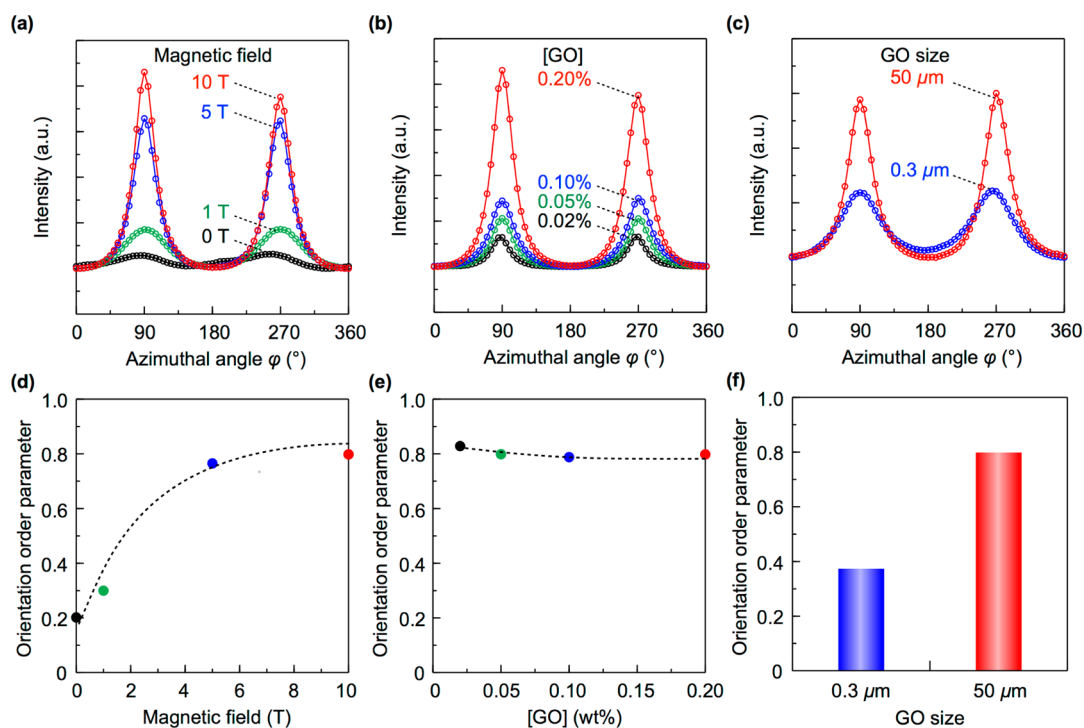 (a)
Magnetic field
10 T
5 T
1 T
0 T
Intensity (a.u.)
0 90 180 270 360
Azimuthal angle φ (°)
(b)
[GO]
0.20%
0.10%
0.05%
0.02%
Intensity (a.u.)
0 90 180 270 360
Azimuthal angle φ (°)
(c)
GO size
50 µm
0.3 µm
Intensity (a.u.)
0 90 180 270 360
Azimuthal angle φ (°)
(d)
Orientation order parameter
1.0
0.8
0.6
0.4
0.2
0
0 2 4 6 8 10
Magnetic field (T)
(e)
Orientation order parameter
1.0
0.8
0.6
0.4
0.2
0
0 0.05 0.10 0.15 0.20
[GO] (wt%)
(f)
Orientation order parameter
1.0
0.8
0.6
0.4
0.2
0
0.3 µm 50 µm
GO size